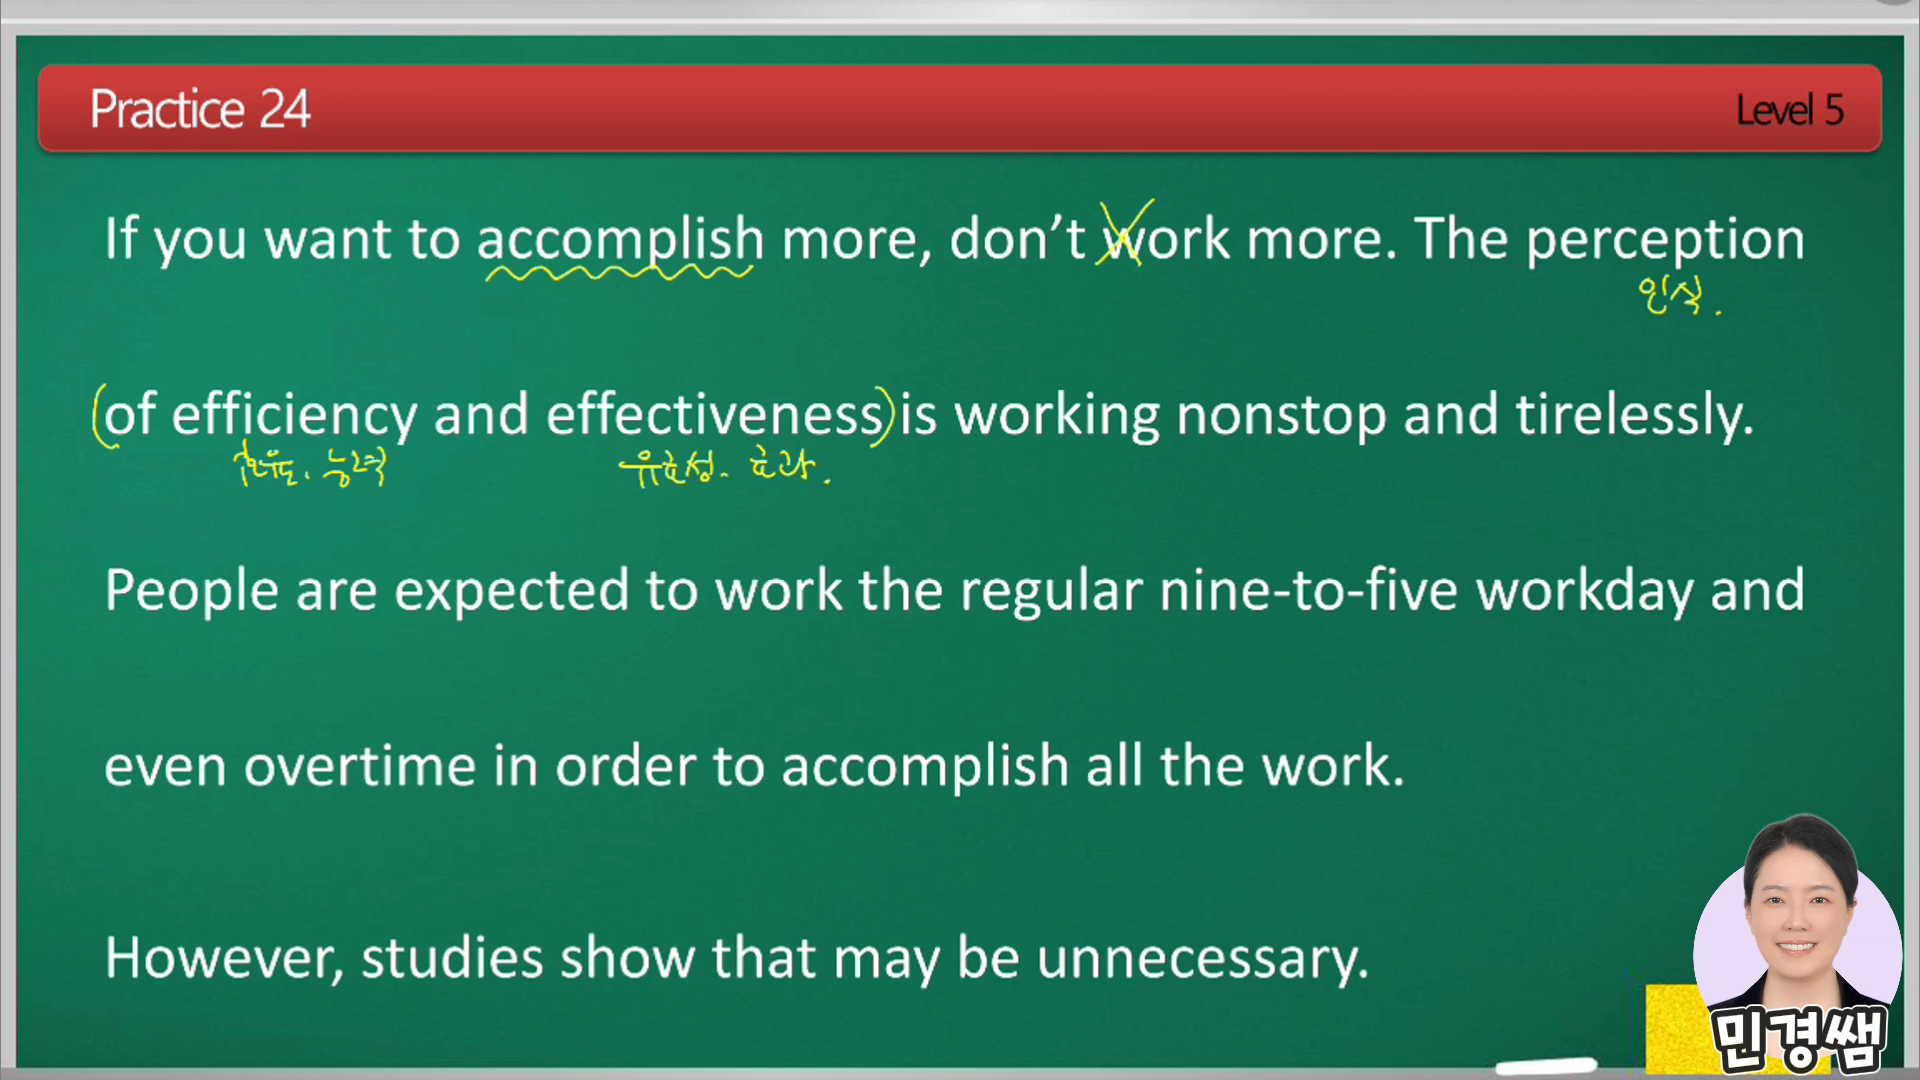 Practice 24
Level 5
If you want to accomplish more, don't work more. The perception
인식.
(of efficiency and effectiveness) is working nonstop and tirelessly.
효율, 능력
유효성. 효과.
People are expected to work the regular nine-to-five workday and
even overtime in order to accomplish all the work.
However, studies show that may be unnecessary.
민경쌤